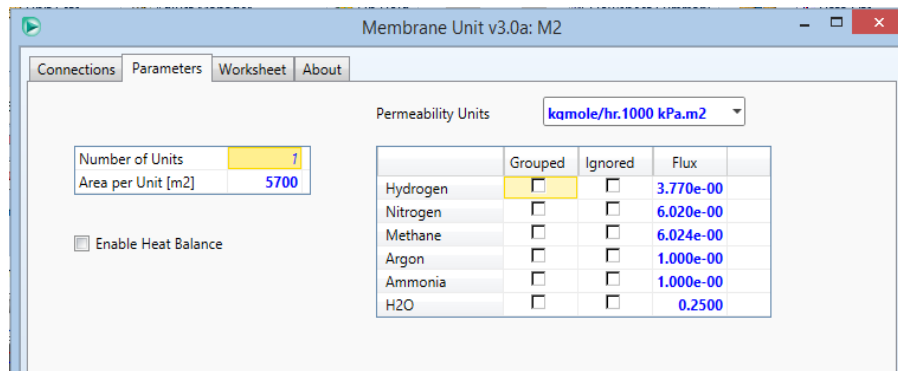 Membrane Unit v3.0a: M2
Connections Parameters Worksheet About
Permeability Units kgmole/hr.1000 kPa.m2
Number of Units 1
Area per Unit [m2] 5700
Enable Heat Balance
Grouped Ignored Flux
Hydrogen 3.770e-00
Nitrogen 6.020e-00
Methane 6.024e-00
Argon 1.000e-00
Ammonia 1.000e-00
H2O 0.2500